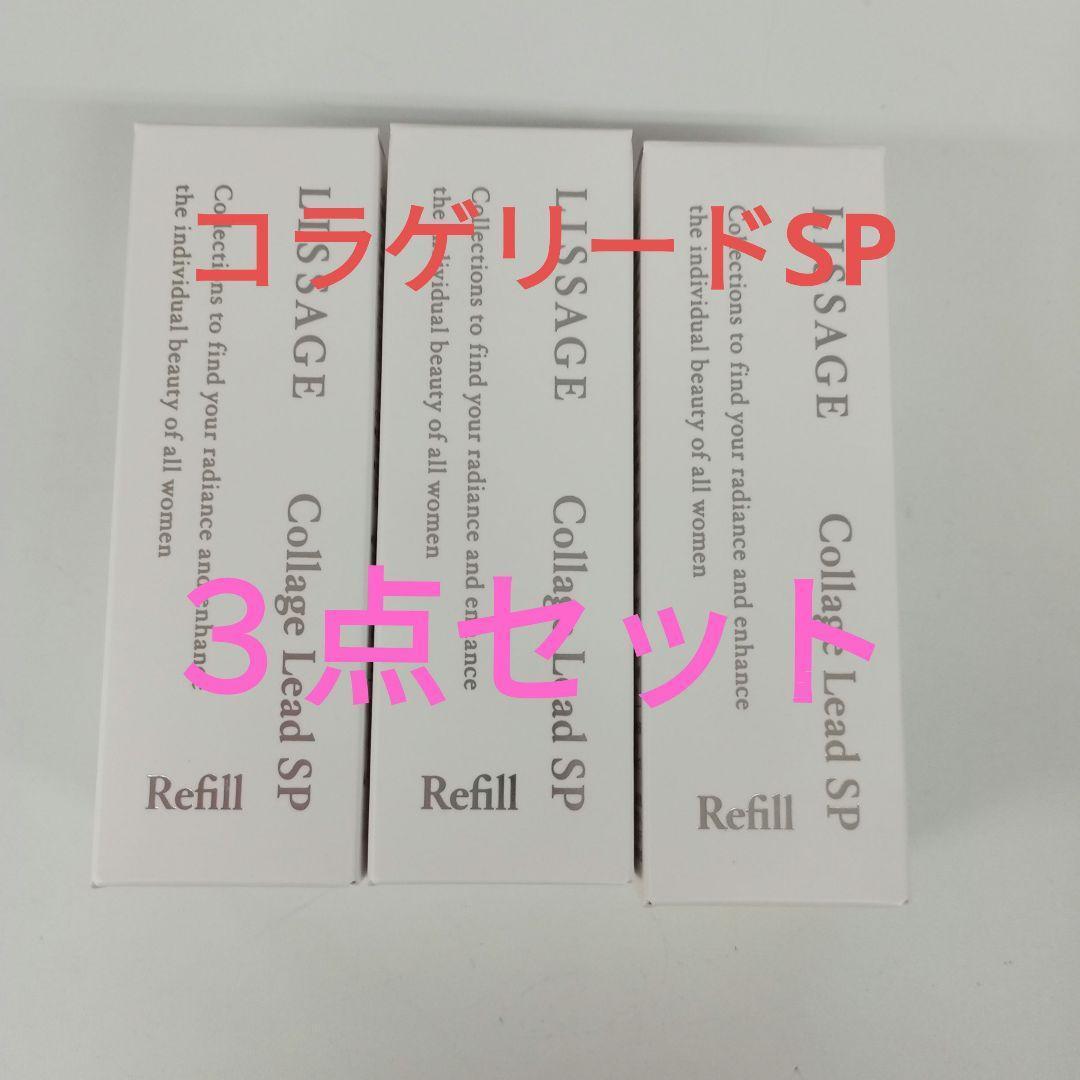 コラゲリードSP
3点セット
LISSAGE Collage Lead SP
Collections to find your radiance and enhance
the individual beauty of all women
Refill
LISSAGE Collage Lead SP
Collections to find your radiance and enhance
the individual beauty of all women
Refill
LISSAGE Collage Lead SP
Collections to find your radiance and enhance
the individual beauty of all women
Refill